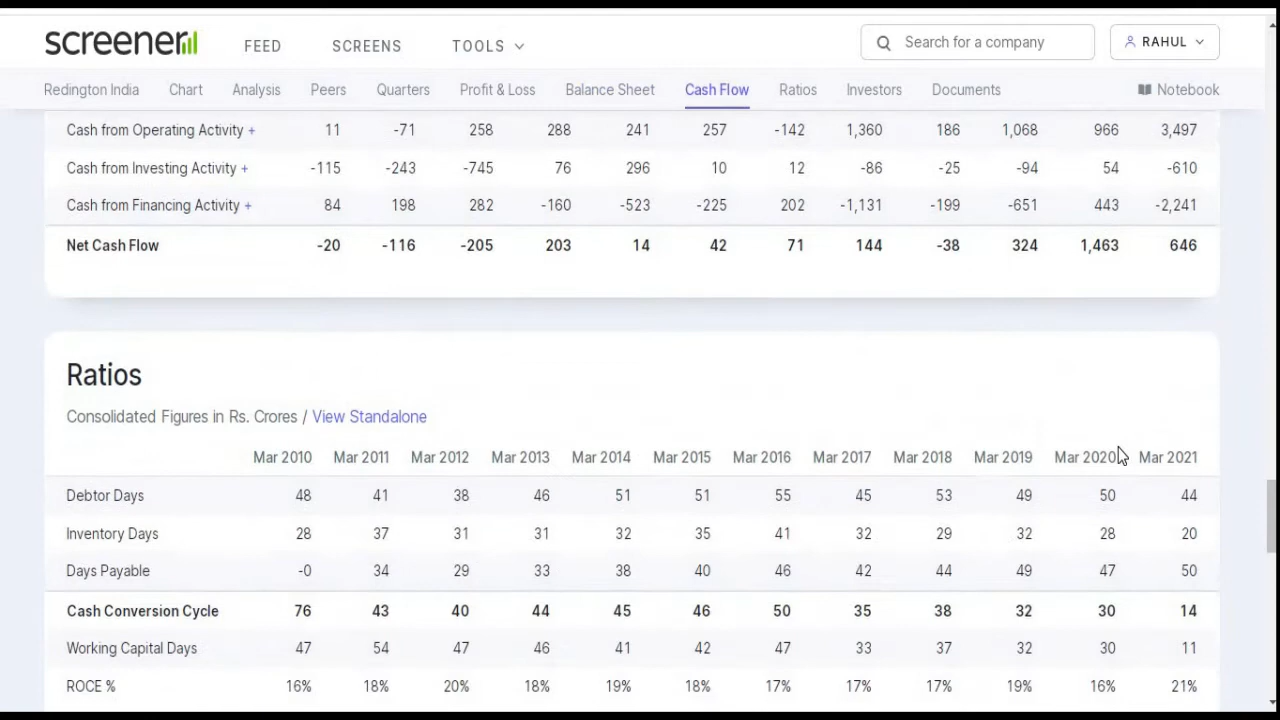 screener FEED SCREENS TOOLS Search for a company RAHUL
Redington India Chart Analysis Peers Quarters Profit & Loss Balance Sheet Cash Flow Ratios Investors Documents Notebook
Cash from Operating Activity + 11 -71 258 288 241 257 -142 1,360 186 1,068 966 3,497
Cash from Investing Activity + -115 -243 -745 76 296 10 12 -86 -25 -94 54 -610
Cash from Financing Activity + 84 198 282 -160 -523 -225 202 -1,131 -199 -651 443 -2,241
Net Cash Flow -20 -116 -205 203 14 42 71 144 -38 324 1,463 646
Ratios
Consolidated Figures in Rs. Crores / View Standalone
Mar 2010 Mar 2011 Mar 2012 Mar 2013 Mar 2014 Mar 2015 Mar 2016 Mar 2017 Mar 2018 Mar 2019 Mar 2020 Mar 2021
Debtor Days 48 41 38 46 51 51 55 45 53 49 50 44
Inventory Days 28 37 31 31 32 35 41 32 29 32 28 20
Days Payable -0 34 29 33 38 40 46 42 44 49 47 50
Cash Conversion Cycle 76 43 40 44 45 46 50 35 38 32 30 14
Working Capital Days 47 54 47 46 41 42 47 33 37 32 30 11
ROCE % 16% 18% 20% 18% 19% 18% 17% 17% 17% 19% 16% 21%